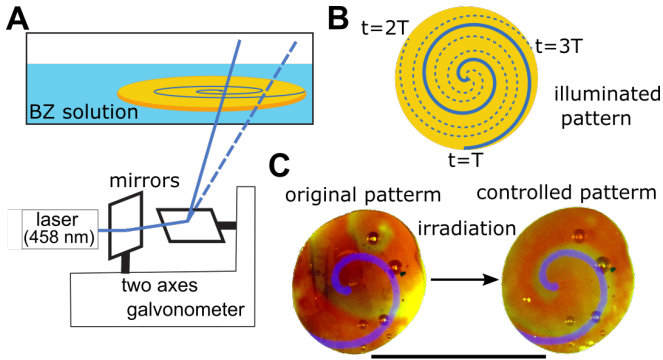 A
BZ solution
mirrors
laser
(458 nm)
two axes
galvonometer
B
t=2T
t=3T
illuminated
pattern
t=T
C
original patterm
controlled patterm
irradiation